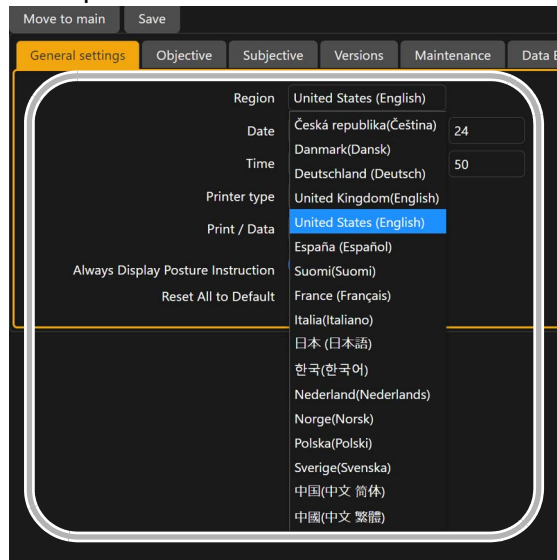 Move to main Save
General settings Objective Subjective Versions Maintenance Data
Region United States (English)
Date 24
Time 50
Printer type
Print / Data
Always Display Posture Instruction
Reset All to Default
Česká republika(Čeština)
Danmark(Dansk)
Deutschland (Deutsch)
United Kingdom(English)
United States (English)
España (Español)
Suomi(Suomi)
France (Français)
Italia(Italiano)
日本 (日本語)
한국(한국어)
Nederland(Nederlands)
Norge(Norsk)
Polska(Polski)
Sverige(Svenska)
中国(中文 简体)
中國(中文 繁體)